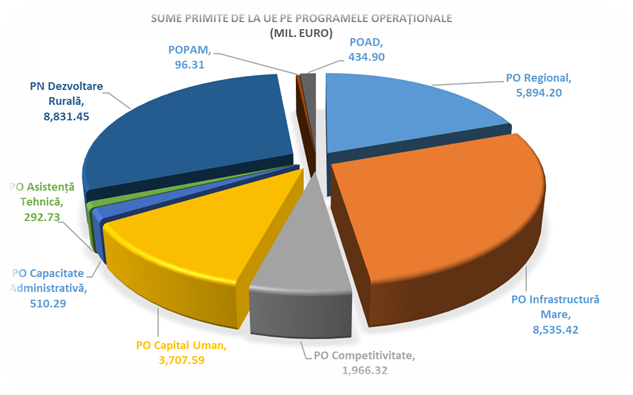 SUME PRIMITE DE LA UE PE PROGRAMELE OPERAȚIONALE
(MIL. EURO)
POPAM,
96.31
POAD,
434.90
PO Regional,
5,894.20
PN Dezvoltare
Rurală,
8,831.45
PO Asistență
Tehnică,
292.73
PO Capacitate
Administrativă,
510.29
PO Infrastructură
Mare,
8,535.42
PO Capital Uman,
3,707.59
PO Competitivitate,
1,966.32